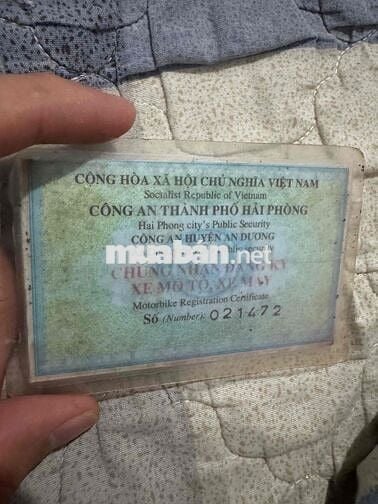 CỘNG HÒA XÃ HỘI CHỦ NGHĨA VIỆT NAM
Socialist Republic of Vietnam
CÔNG AN THÀNH PHỐ HẢI PHÒNG
Hai Phong city's Public Security
CÔNG AN HUYỆN AN DƯƠNG
muaban.net
public security
CHỨNG NHẬN ĐĂNG KÝ
XE MÔ TÔ, XE MÁY
Motorbike Registration Certificate
Số (Number): 021472